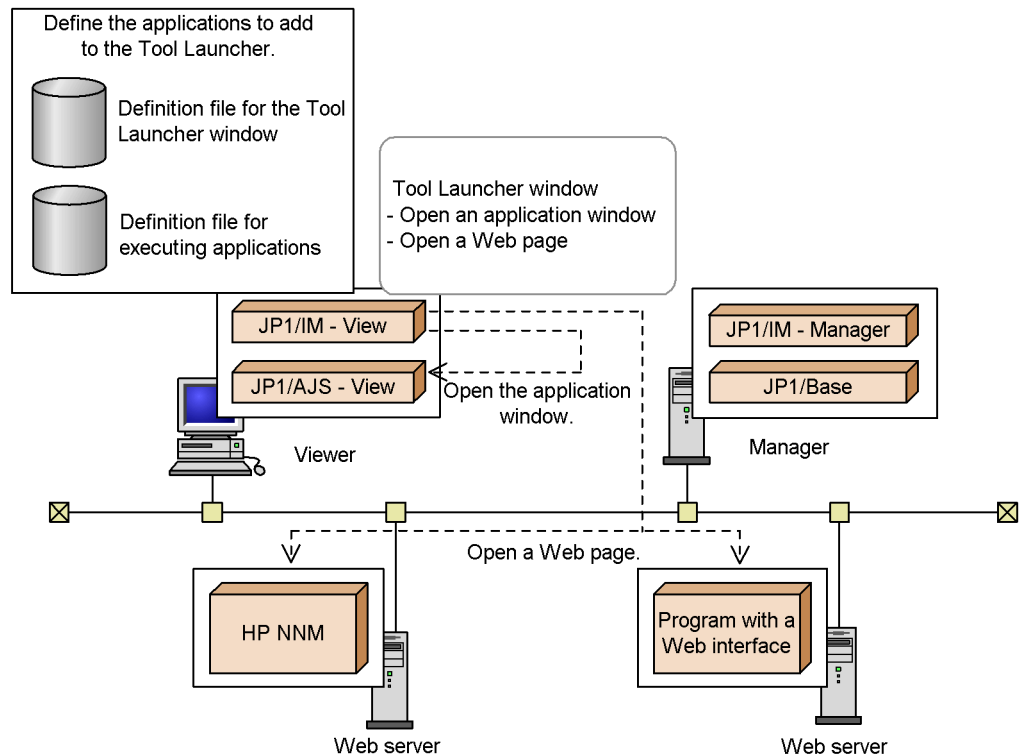 Define the applications to add
to the Tool Launcher.
Definition file for the Tool
Launcher window
Definition file for
executing applications
Tool Launcher window
- Open an application window
- Open a Web page
JP1/IM - View
JP1/AJS - View
Open the application
window.
Viewer
JP1/IM - Manager
JP1/Base
Manager
Open a Web page.
HP NNM
Web server
Program with a
Web interface
Web server